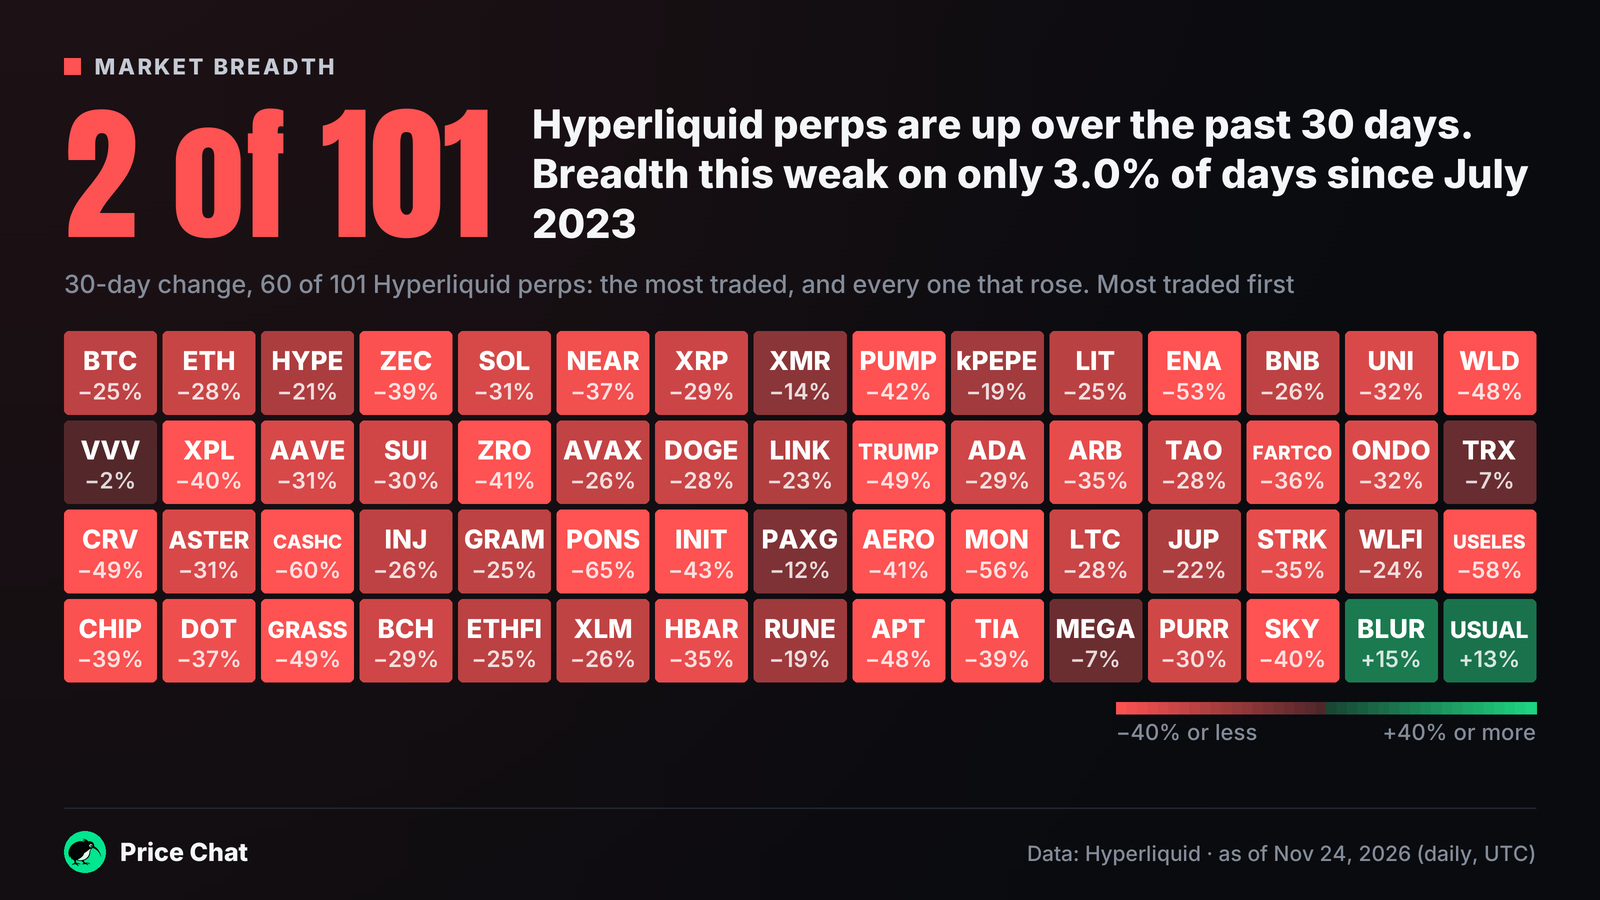 MARKET BREADTH
2 of 101
Hyperliquid perps are up over the past 30 days.
Breadth this weak on only 3.0% of days since July
2023
30-day change, 60 of 101 Hyperliquid perps: the most traded, and every one that rose. Most traded first
BTC ETH HYPE ZEC SOL NEAR XRP XMR PUMP kPEPE LIT ENA BNB UNI WLD
−25% −28% −21% −39% −31% −37% −29% −14% −42% −19% −25% −53% −26% −32% −48%
VVV XPL AAVE SUI ZRO AVAX DOGE LINK TRUMP ADA ARB TAO FARTCO ONDO TRX
−2% −40% −31% −30% −41% −26% −28% −23% −49% −29% −35% −28% −36% −32% −7%
CRV ASTER CASHC INJ GRAM PONS INIT PAXG AERO MON LTC JUP STRK WLFI USELES
−49% −31% −60% −26% −25% −65% −43% −12% −41% −56% −28% −22% −35% −24% −58%
CHIP DOT GRASS BCH ETHFI XLM HBAR RUNE APT TIA MEGA PURR SKY BLUR USUAL
−39% −37% −49% −29% −25% −26% −35% −19% −48% −39% −7% −30% −40% +15% +13%
−40% or less +40% or more
Price Chat
Data: Hyperliquid · as of Nov 24, 2026 (daily, UTC)